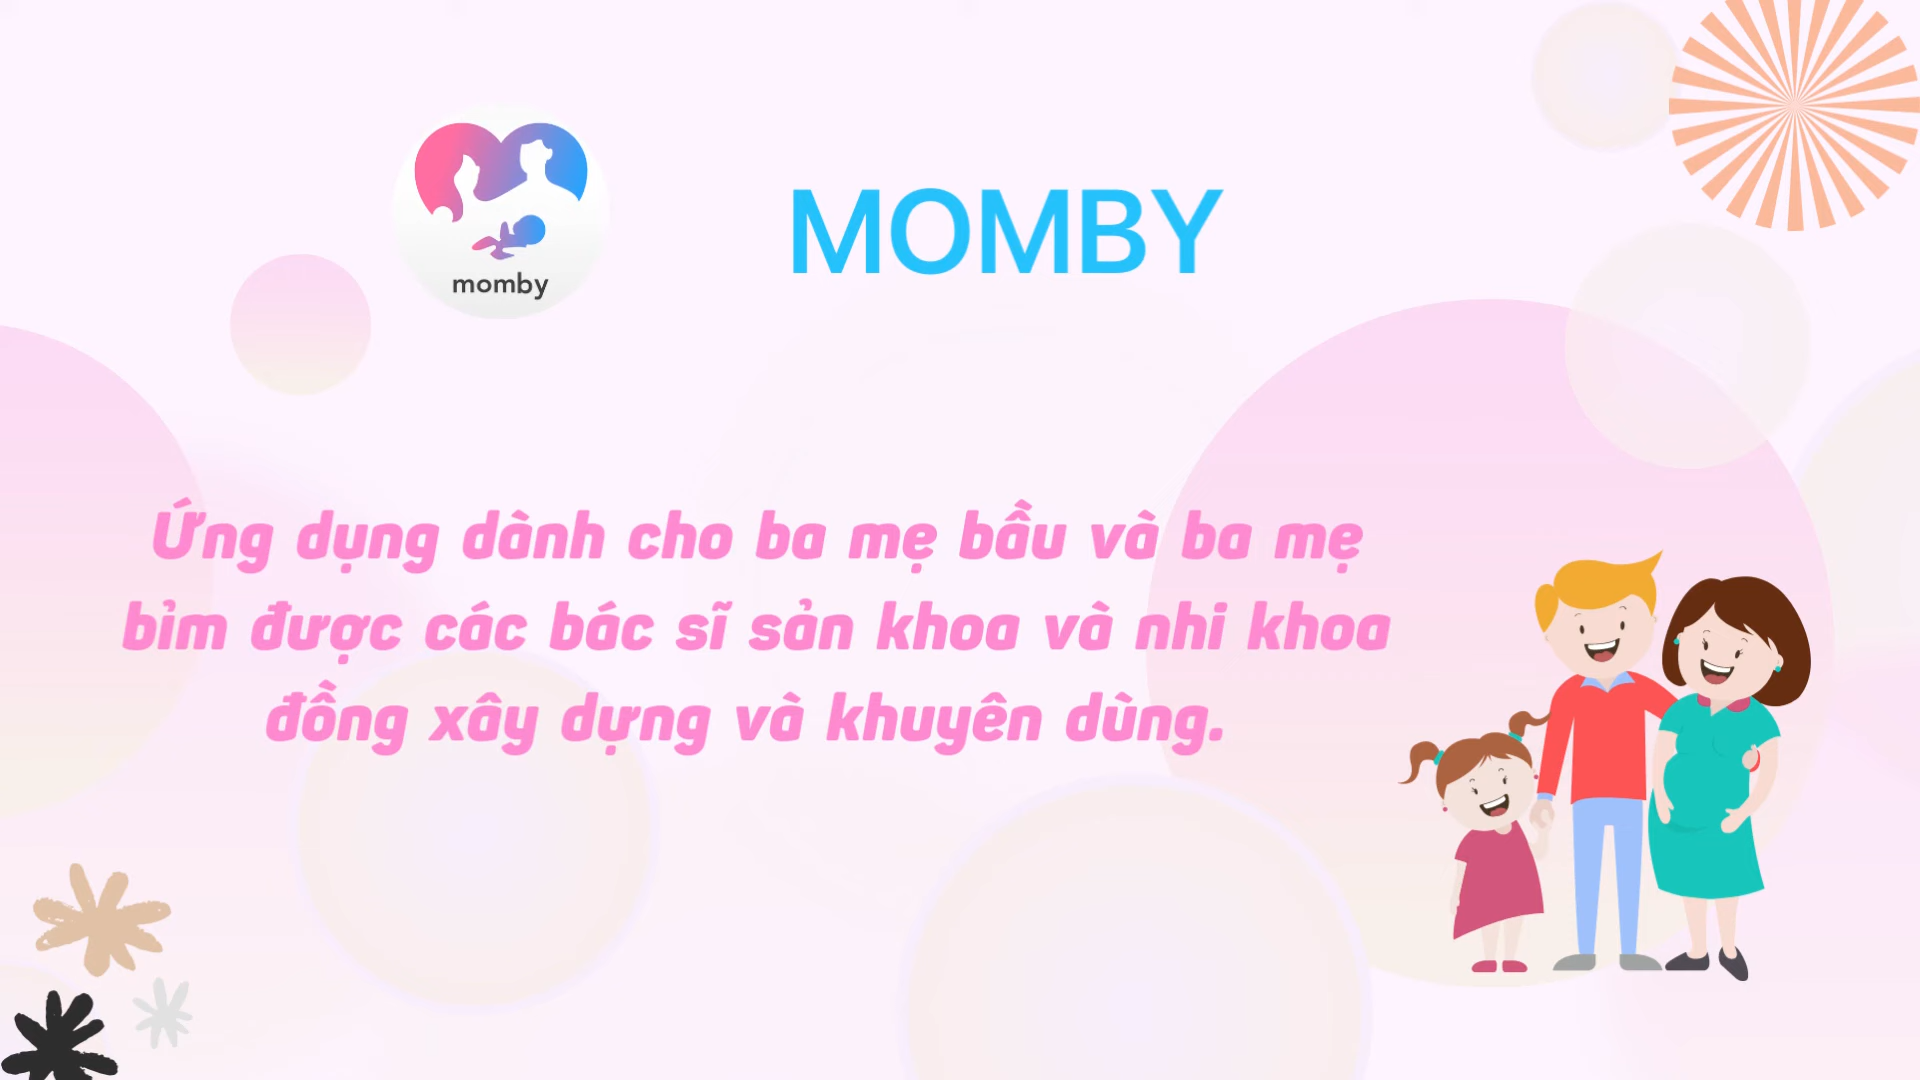 momby
MOMBY
Ứng dụng dành cho ba mẹ bầu và ba mẹ
bỉm được các bác sĩ sản khoa và nhi khoa
đồng xây dựng và khuyên dùng.